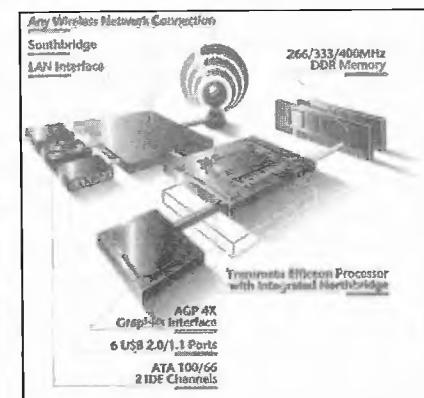 Any Wireless Network Connection
Southbridge
LAN Interface
266/333/400MHz
DDR Memory
Transmeta Efficeon Processor
with Integrated Northbridge
AGP 4X
Graphics Interface
6 USB 2.0/1.1 Ports
ATA 100/66
2 IDE Channels